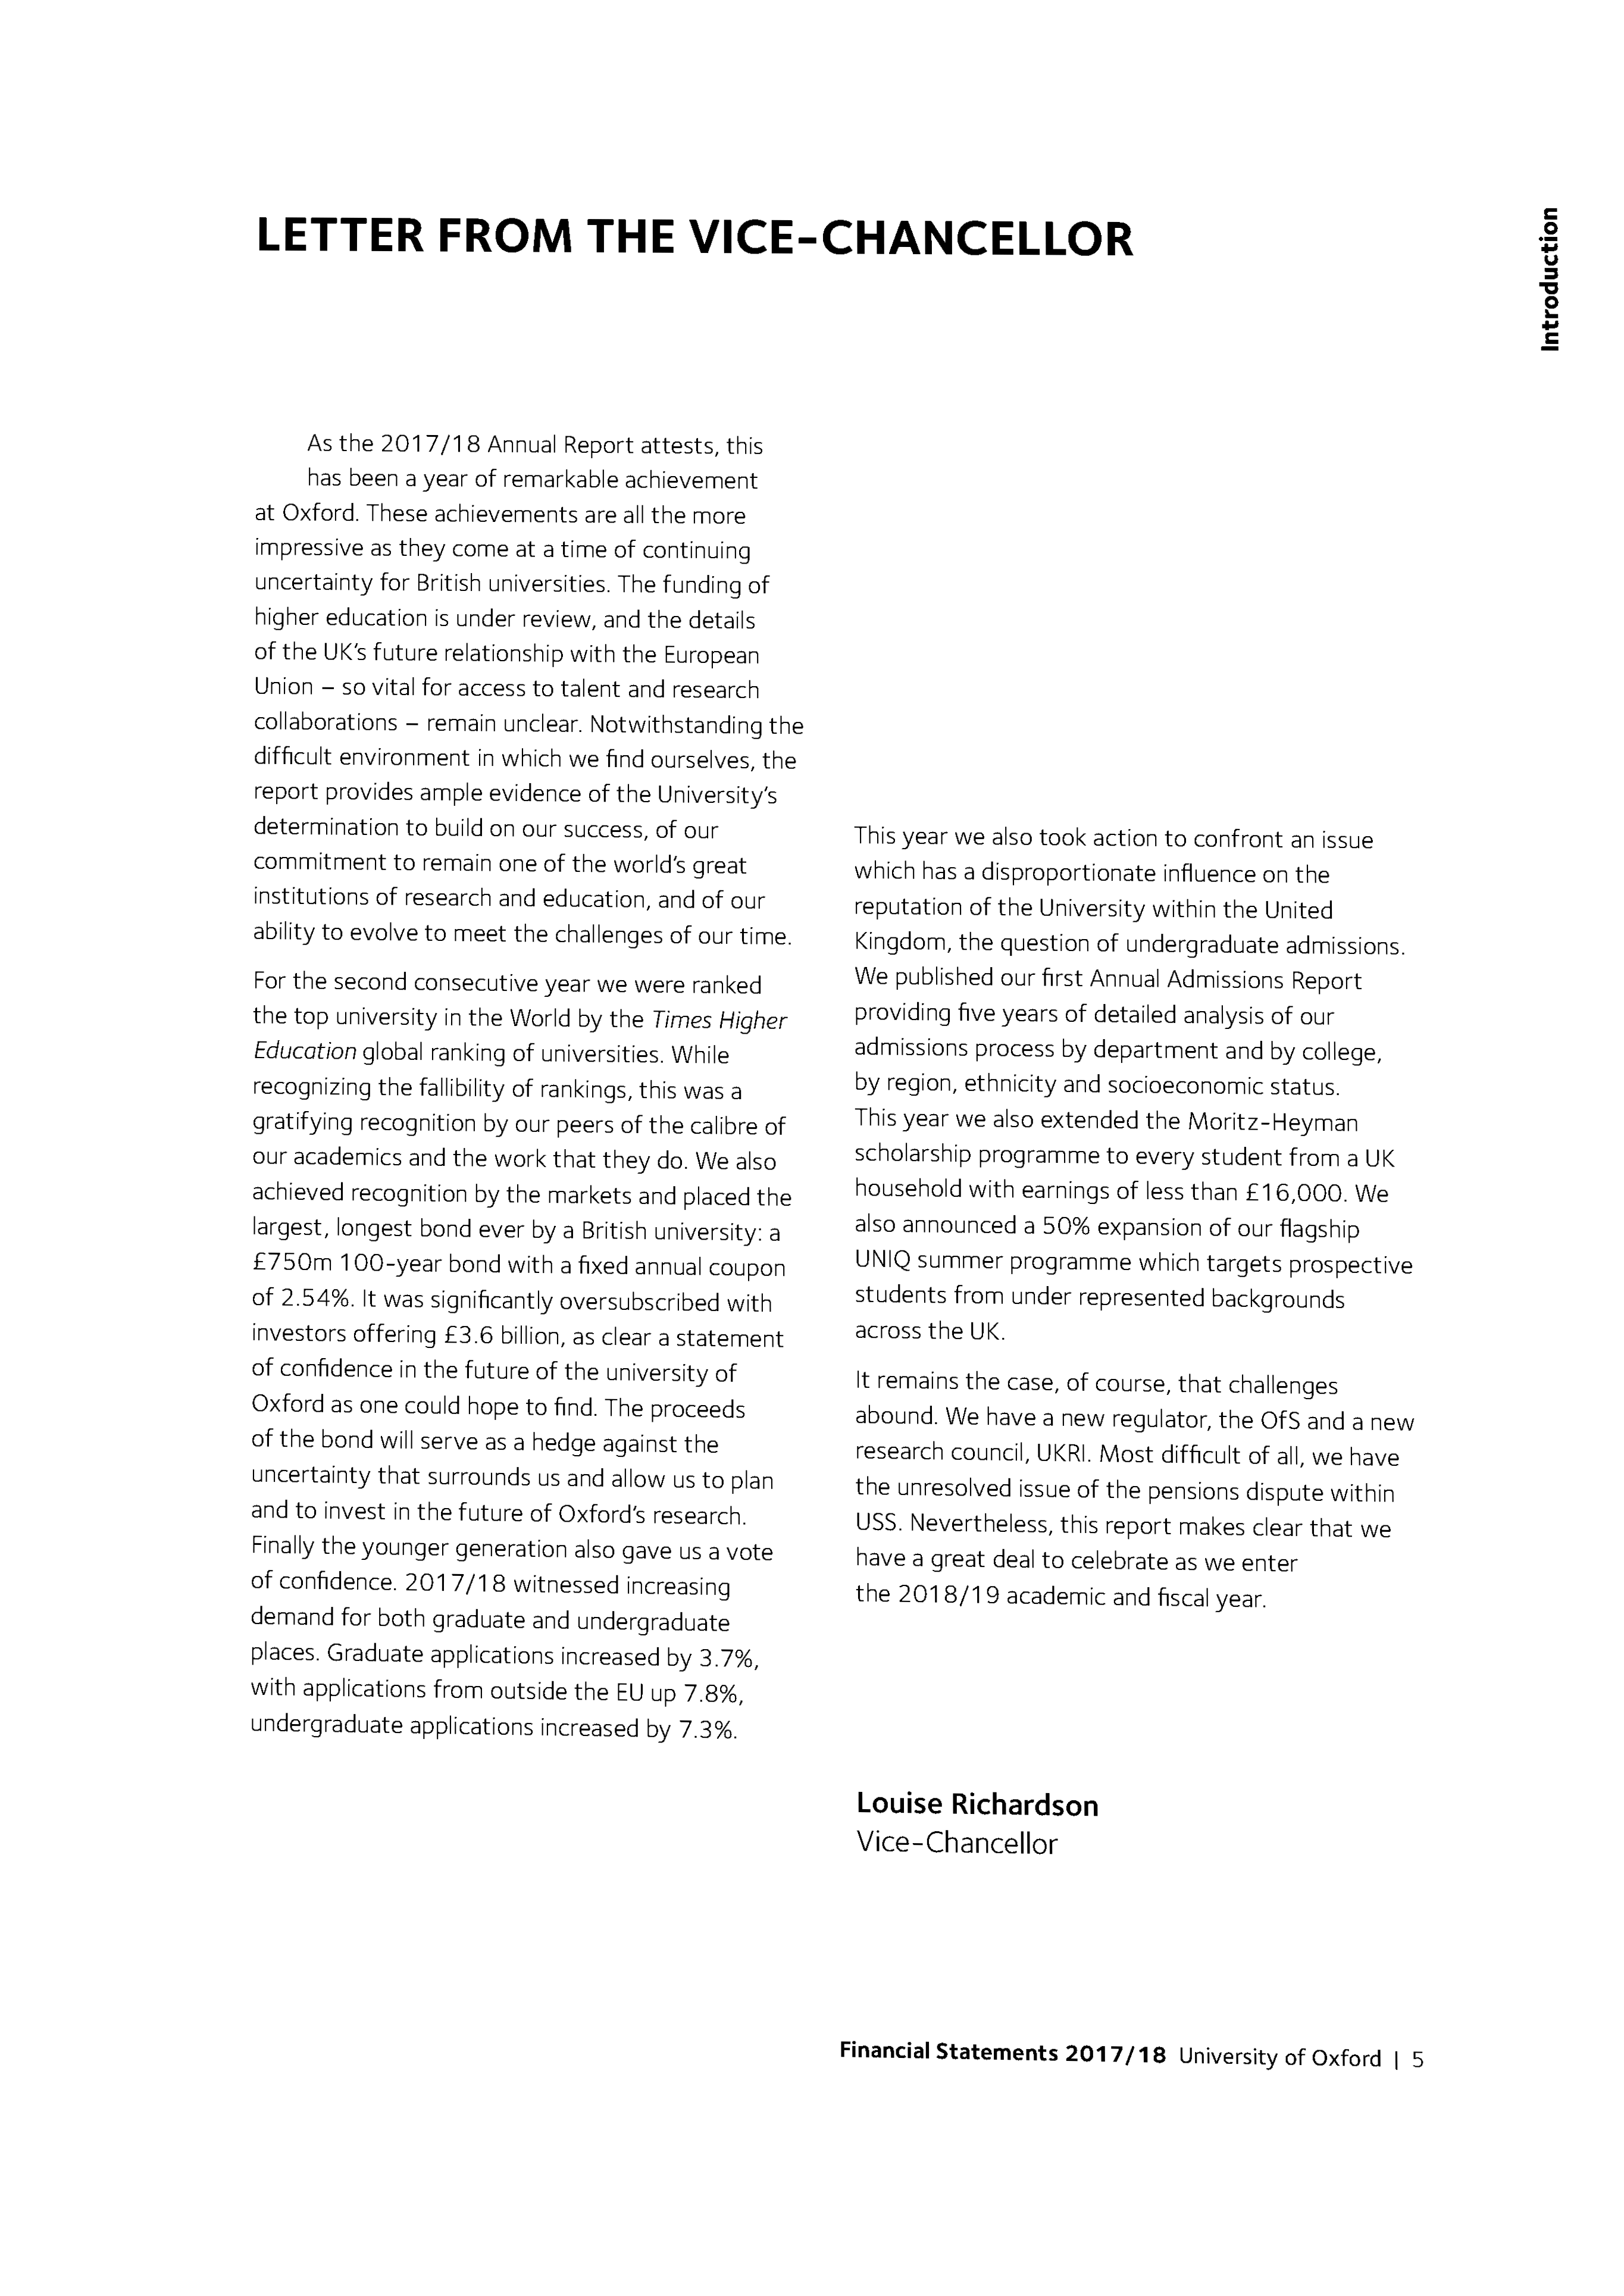 LETTER FROM THE VICE-CHANCELLOR
Introduction
As the 2017/18 Annual Report attests, this
has been a year of remarkable achievement
at Oxford. These achievements are all the more
impressive as they come at a time of continuing
uncertainty for British universities. The funding of
higher education is under review, and the details
of the UK's future relationship with the European
Union – so vital for access to talent and research
collaborations – remain unclear. Notwithstanding the
difficult environment in which we find ourselves, the
report provides ample evidence of the University's
determination to build on our success, of our
commitment to remain one of the world's great
institutions of research and education, and of our
ability to evolve to meet the challenges of our time.
For the second consecutive year we were ranked
the top university in the World by the Times Higher
Education global ranking of universities. While
recognizing the fallibility of rankings, this was a
gratifying recognition by our peers of the calibre of
our academics and the work that they do. We also
achieved recognition by the markets and placed the
largest, longest bond ever by a British university: a
£750m 100-year bond with a fixed annual coupon
of 2.54%. It was significantly oversubscribed with
investors offering £3.6 billion, as clear a statement
of confidence in the future of the university of
Oxford as one could hope to find. The proceeds
of the bond will serve as a hedge against the
uncertainty that surrounds us and allow us to plan
and to invest in the future of Oxford's research.
Finally the younger generation also gave us a vote
of confidence. 2017/18 witnessed increasing
demand for both graduate and undergraduate
places. Graduate applications increased by 3.7%,
with applications from outside the EU up 7.8%,
undergraduate applications increased by 7.3%.
This year we also took action to confront an issue
which has a disproportionate influence on the
reputation of the University within the United
Kingdom, the question of undergraduate admissions.
We published our first Annual Admissions Report
providing five years of detailed analysis of our
admissions process by department and by college,
by region, ethnicity and socioeconomic status.
This year we also extended the Moritz-Heyman
scholarship programme to every student from a UK
household with earnings of less than £16,000. We
also announced a 50% expansion of our flagship
UNIQ summer programme which targets prospective
students from under represented backgrounds
across the UK.
It remains the case, of course, that challenges
abound. We have a new regulator, the OfS and a new
research council, UKRI. Most difficult of all, we have
the unresolved issue of the pensions dispute within
USS. Nevertheless, this report makes clear that we
have a great deal to celebrate as we enter
the 2018/19 academic and fiscal year.
Louise Richardson
Vice-Chancellor
Financial Statements 2017/18 University of Oxford | 5